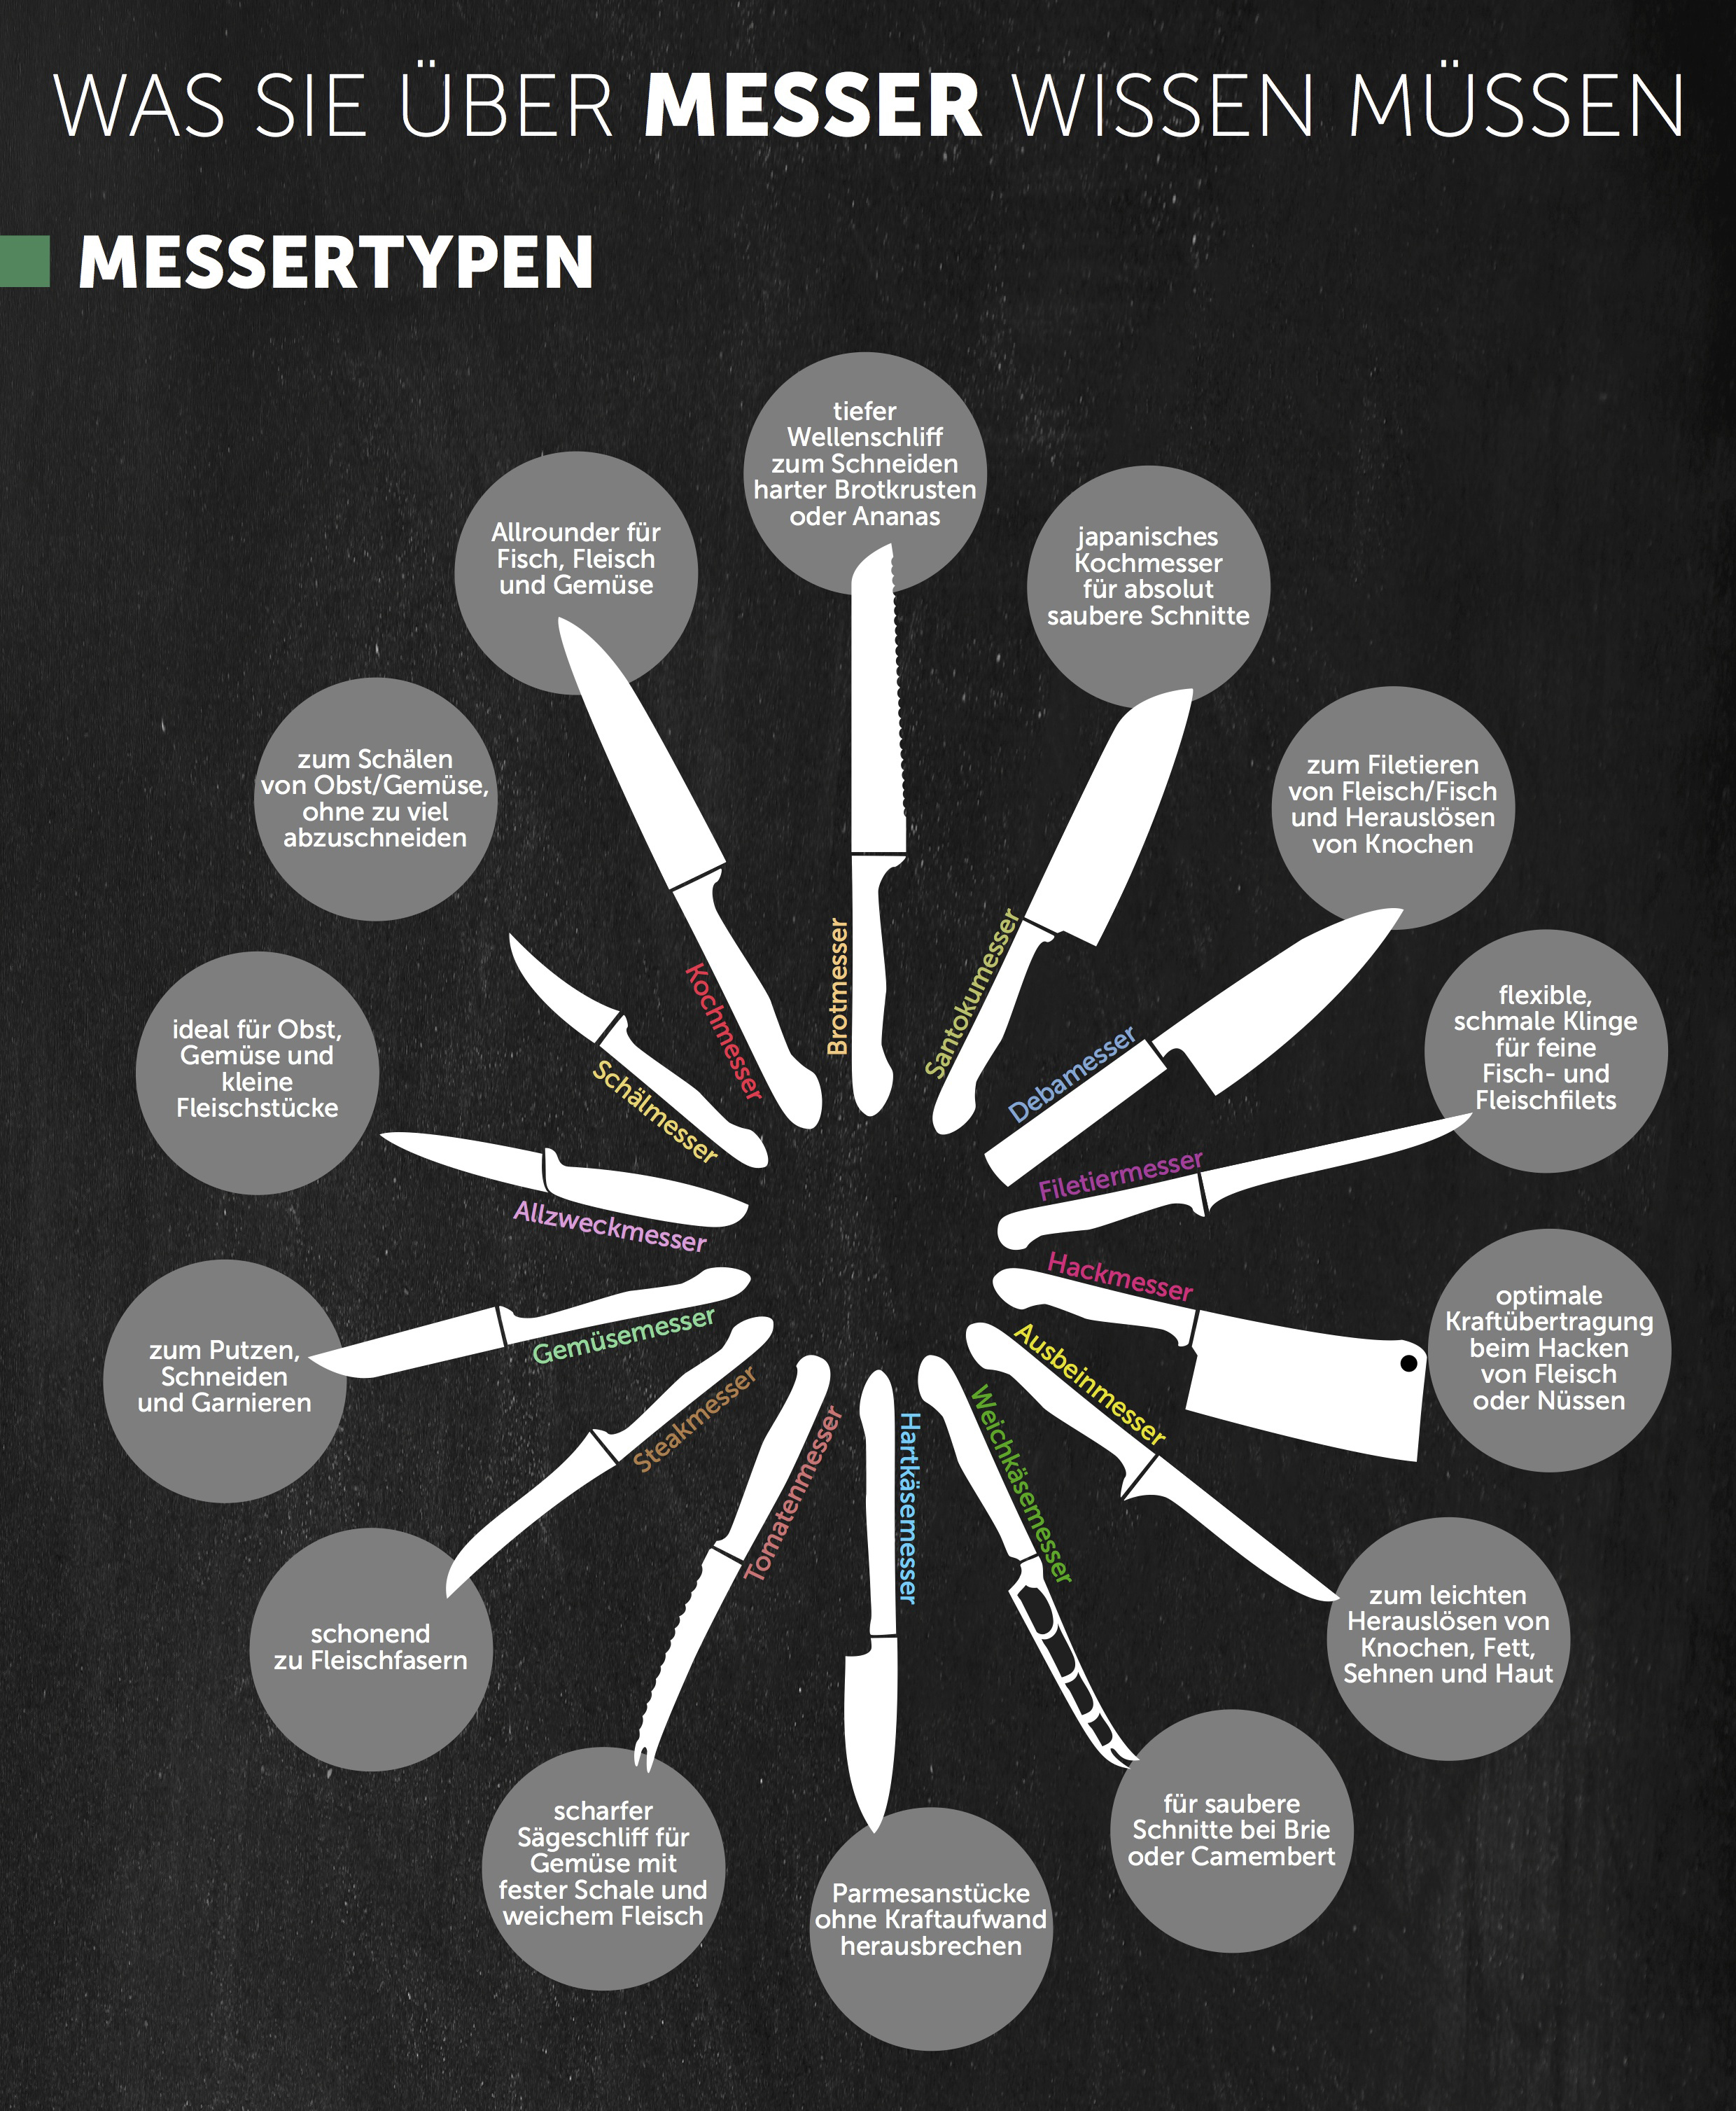 WAS SIE ÜBER MESSER WISSEN MÜSSEN
MESSERTYPEN
tiefer
Wellenschliff
zum Schneiden
harter Brotkrusten
oder Ananas
Brotmesser
japanisches
Kochmesser
für absolut
saubere Schnitte
Santokumesser
zum Filetieren
von Fleisch/Fisch
und Herauslösen
von Knochen
Debamesser
flexible,
schmale Klinge
für feine
Fisch- und
Fleischfilets
Filetiermesser
optimale
Kraftübertragung
beim Hacken
von Fleisch
oder Nüssen
Hackmesser
zum leichten
Herauslösen von
Knochen, Fett,
Sehnen und Haut
Ausbeinmesser
für saubere
Schnitte bei Brie
oder Camembert
Weichkäsemesser
Parmesanstücke
ohne Kraftaufwand
herausbrechen
Hartkäsemesser
scharfer
Sägeschliff für
Gemüse mit
fester Schale und
weichem Fleisch
Tomatenmesser
schonend
zu Fleischfasern
Steakmesser
zum Putzen,
Schneiden
und Garnieren
Gemüsemesser
ideal für Obst,
Gemüse und
kleine
Fleischstücke
Allzweckmesser
zum Schälen
von Obst/Gemüse,
ohne zu viel
abzuschneiden
Schälmesser
Allrounder für
Fisch, Fleisch
und Gemüse
Kochmesser